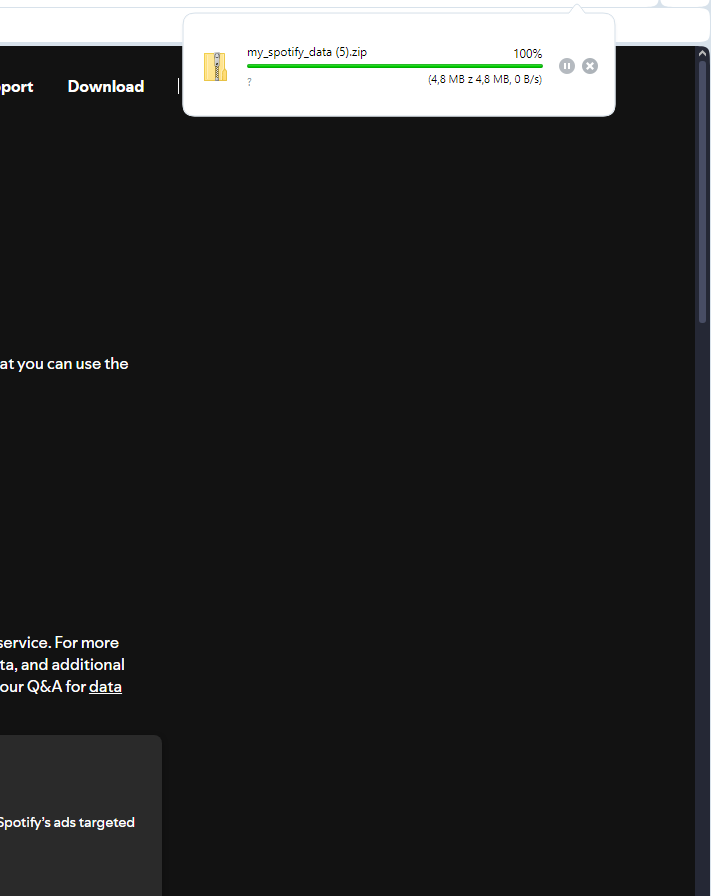 my_spotify_data (5).zip 100%
? (4,8 MB z 4,8 MB, 0 B/s)
pport Download |
at you can use the
service. For more
ta, and additional
our Q&A for data
Spotify's ads targeted